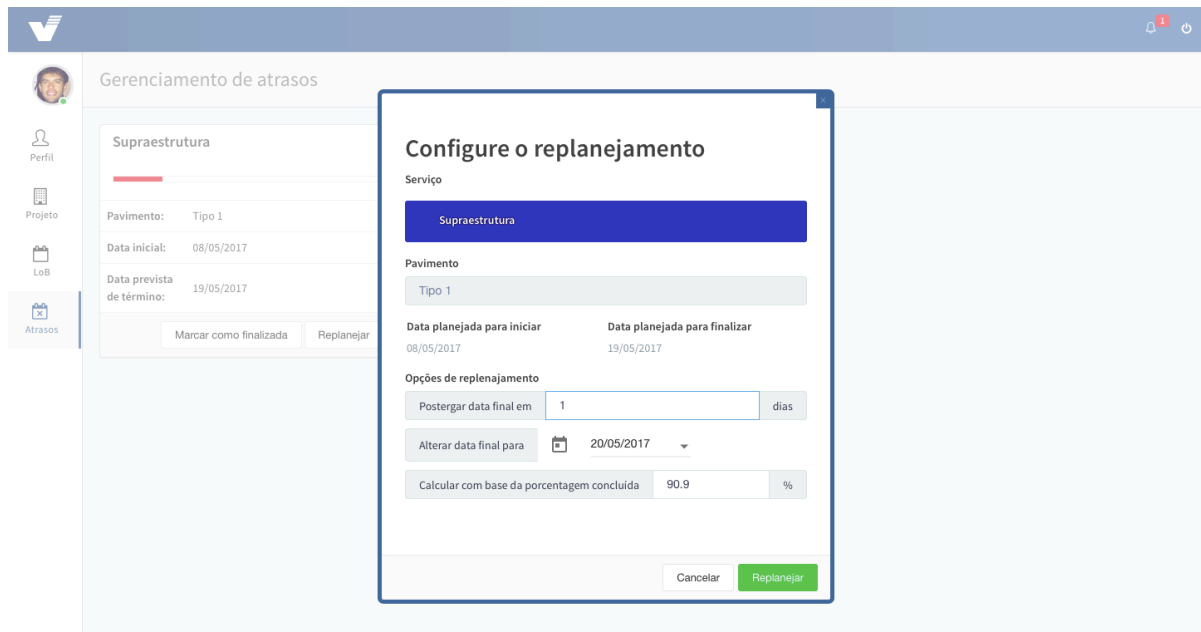 1
Gerenciamento de atrasos
Perfil
Projeto
LoB
Atrasos
Supraestrutura
Pavimento: Tipo 1
Data inicial: 08/05/2017
Data prevista
de término: 19/05/2017
Marcar como finalizada Replanejar
x
Configure o replanejamento
Serviço
Supraestrutura
Pavimento
Tipo 1
Data planejada para iniciar Data planejada para finalizar
08/05/2017 19/05/2017
Opções de replenajamento
Postergar data final em 1 dias
Alterar data final para 20/05/2017
Calcular com base da porcentagem concluída 90.9 %
Cancelar Replanejar